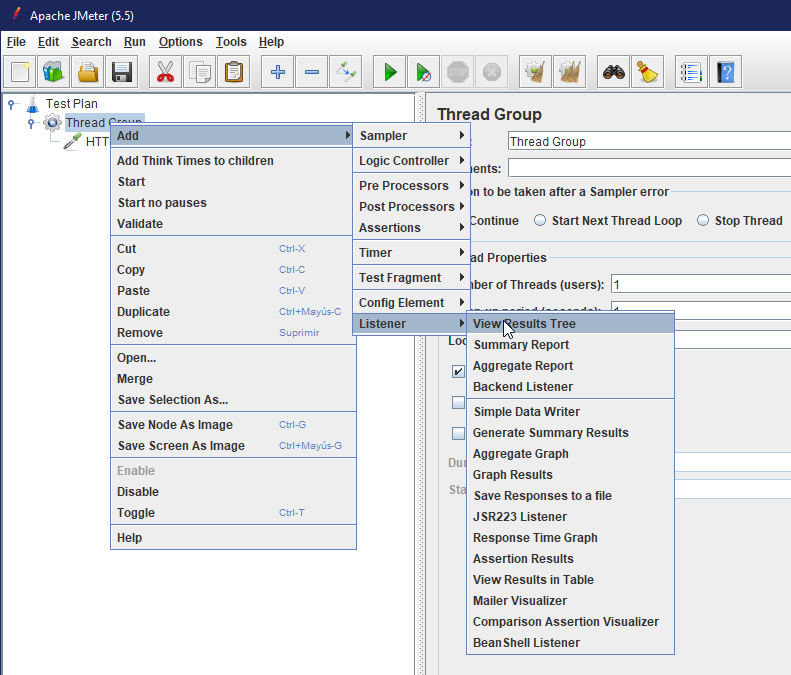 Apache JMeter (5.5)
File Edit Search Run Options Tools Help
STOP
Test Plan
Thread Group
HTT
Add
Add Think Times to children
Start
Start no pauses
Validate
Cut Ctrl-X
Copy Ctrl-C
Paste Ctrl-V
Duplicate Ctrl+Mayús-C
Remove Suprimir
Open...
Merge
Save Selection As...
Save Node As Image Ctrl-G
Save Screen As Image Ctrl+Mayús-G
Enable
Disable
Toggle Ctrl-T
Help
Sampler
Logic Controller
Pre Processors
Post Processors
Assertions
Timer
Test Fragment
Config Element
Listener
View Results Tree
Summary Report
Aggregate Report
Backend Listener
Simple Data Writer
Generate Summary Results
Aggregate Graph
Graph Results
Save Responses to a file
JSR223 Listener
Response Time Graph
Assertion Results
View Results in Table
Mailer Visualizer
Comparison Assertion Visualizer
BeanShell Listener
Thread Group
Thread Group
ents:
on to be taken after a Sampler error
Continue Start Next Thread Loop Stop Thread
ad Properties
ber of Threads (users): 1
Loo
Du
Sta